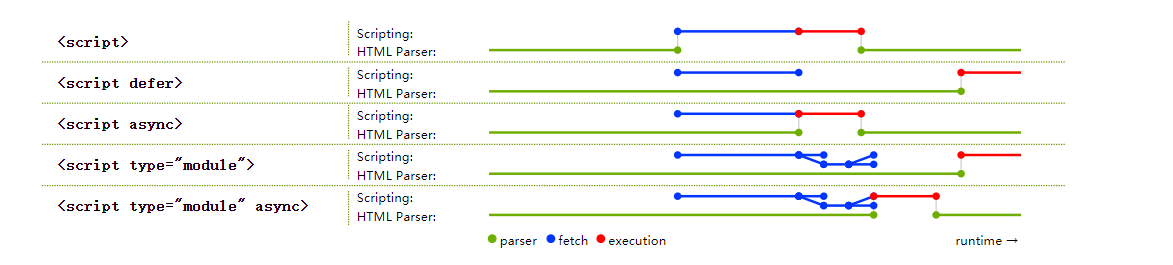 <script>
Scripting:
HTML Parser:
<script defer>
Scripting:
HTML Parser:
<script async>
Scripting:
HTML Parser:
<script type="module">
Scripting:
HTML Parser:
<script type="module" async>
Scripting:
HTML Parser:
parser fetch execution runtime →